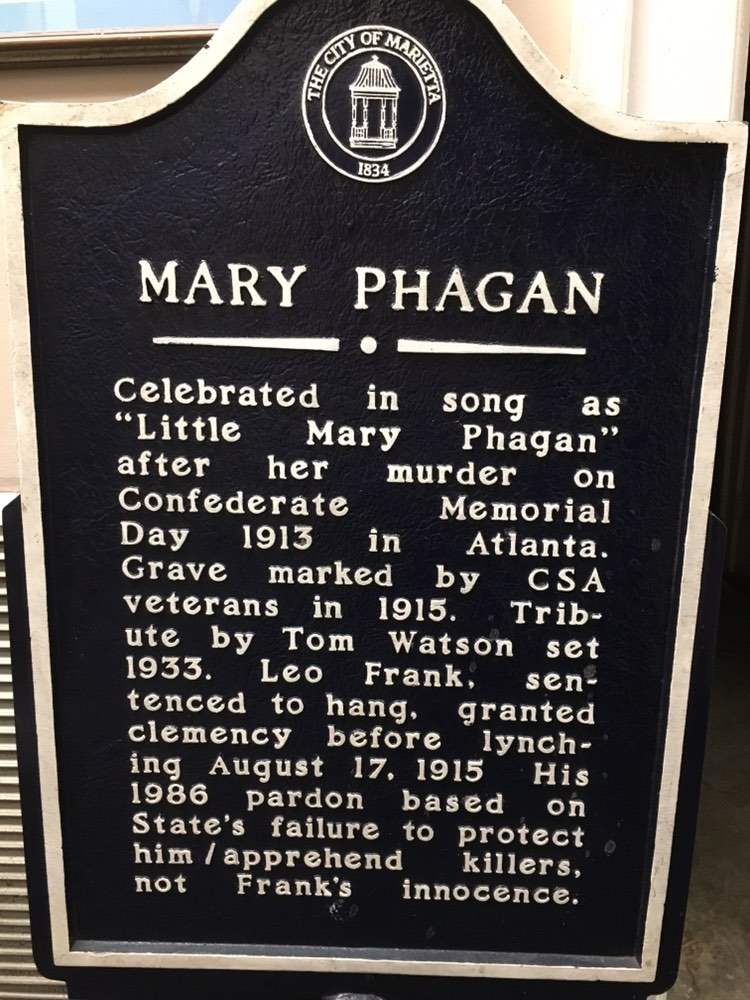 THE CITY OF MARIETTA
1834
MARY PHAGAN
Celebrated in song as
“Little Mary Phagan”
after her murder on
Confederate Memorial
Day 1913 in Atlanta.
Grave marked by CSA
veterans in 1915. Trib-
ute by Tom Watson set
1933. Leo Frank, sen-
tenced to hang, granted
clemency before lynch-
ing August 17, 1915 His
1986 pardon based on
State's failure to protect
him/apprehend killers,
not Frank's innocence.